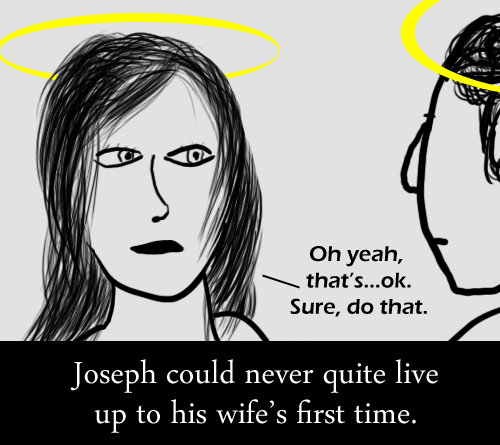 Oh yeah,
that's...ok.
Sure, do that.
Joseph could never quite live
up to his wife's first time.